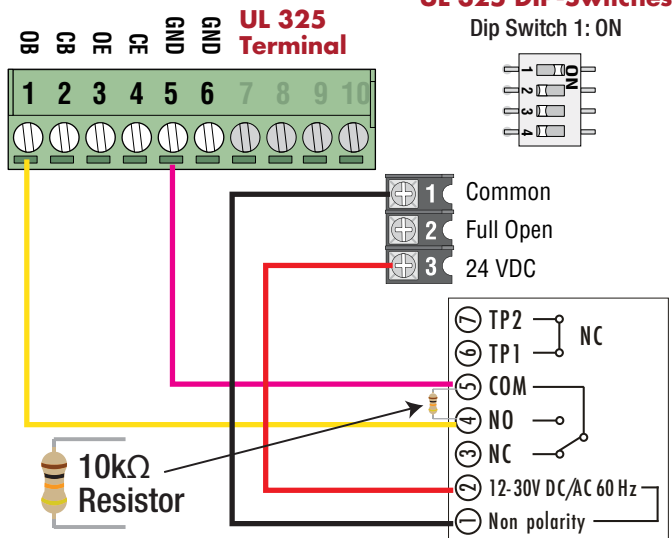 UL 325 Dip-Switches
Dip Switch 1: ON
OB CB OE CE GND GND
UL 325
Terminal
1 2 3 4 5 6 7 8 9 10
ON
1
2
3
4
1 Common
2 Full Open
3 24 VDC
7 TP2
NC
6 TP1
5 COM
4 NO
3 NC
2 12-30V DC/AC 60 Hz
1 Non polarity
10kΩ
Resistor